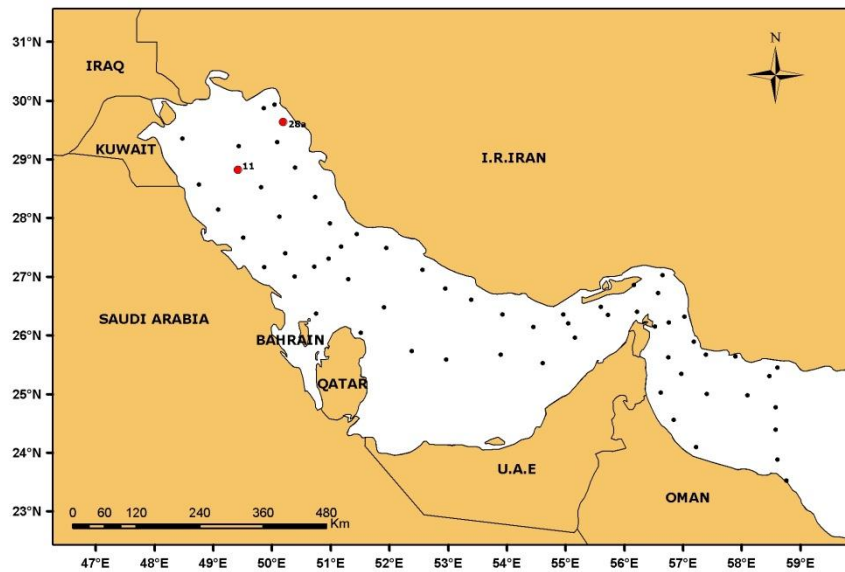 N
31°N
IRAQ
30°N
28a
KUWAIT
29°N
11
I.R.IRAN
28°N
27°N
SAUDI ARABIA
26°N
BAHRAIN
QATAR
25°N
24°N
U.A.E
OMAN
23°N
0 60 120 240 360 480
Km
47°E 48°E 49°E 50°E 51°E 52°E 53°E 54°E 55°E 56°E 57°E 58°E 59°E